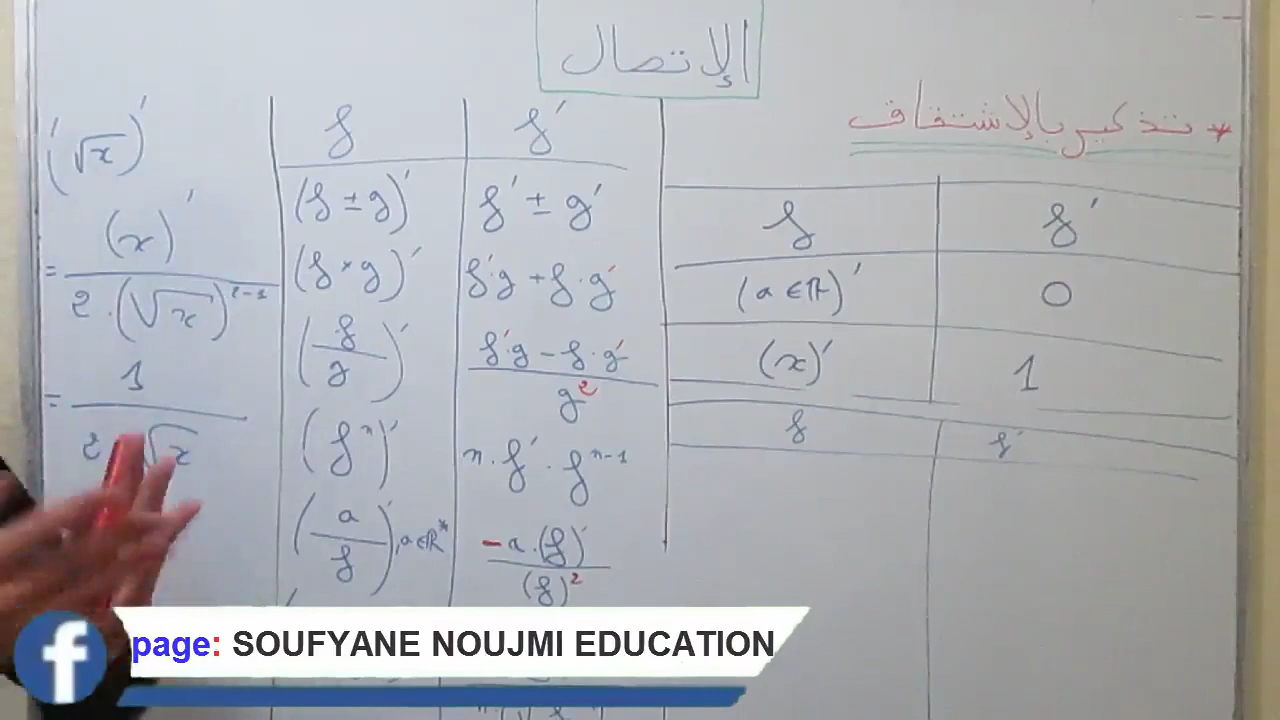 الإتصال
* تذكير بالإشتقاق
f | f'
(a ∈ ℝ)' | 0
(x)' | 1
f | f'
f | f'
(f ± g)' | f' ± g'
(f × g)' | f'g + f·g'
(f/g)' | (f'g − f·g')/g²
(fⁿ)' | n·f'·fⁿ⁻¹
(a/f)', a∈ℝ* | −a·(f)'/(f)²
(√x)'
= (x)'/(2·(√x)²⁻¹)
= 1/(2 √x)
page: SOUFYANE NOUJMI EDUCATION